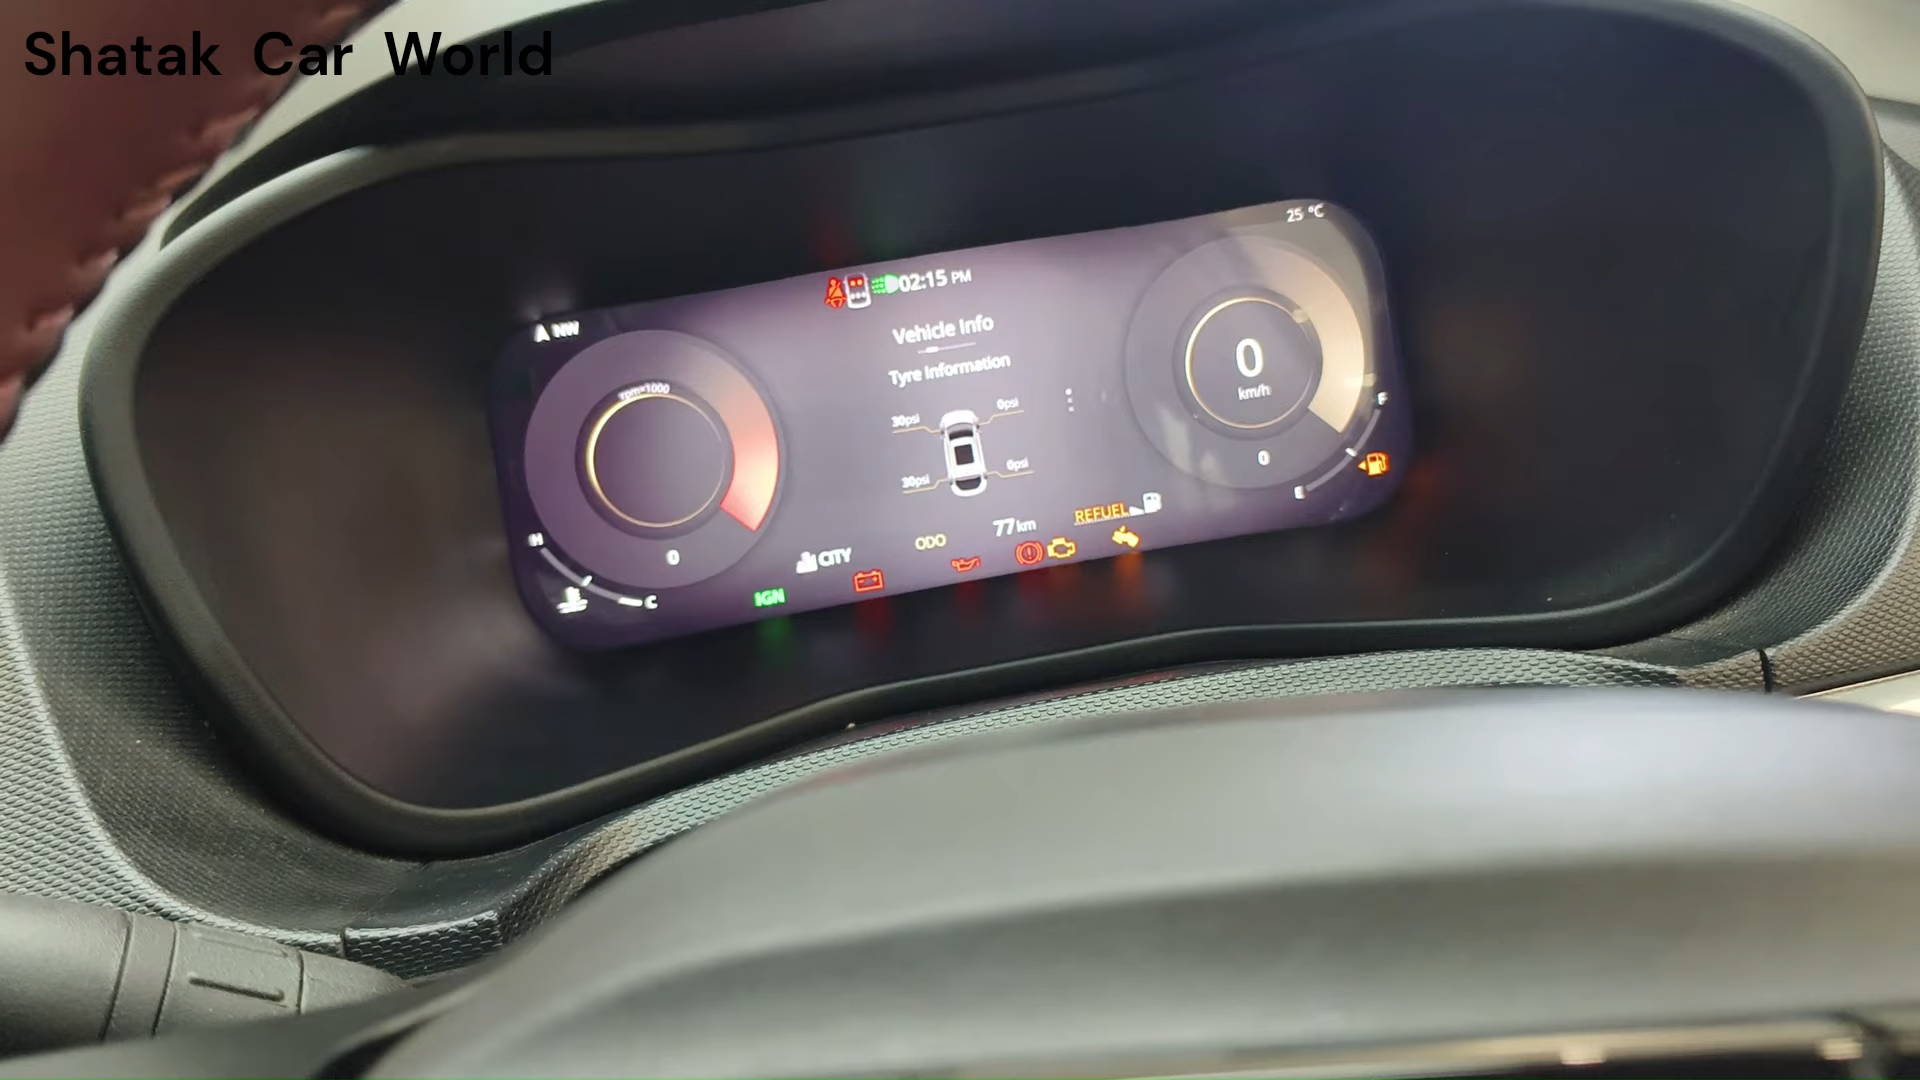 Shatak Car World
25 °C
02:15 PM
NW
Vehicle Info
Tyre Information
rpm×1000
30psi
0psi
30psi
0psi
0
km/h
0
F
E
77 km
REFUEL
ODO
CITY
0
H
C
IGN